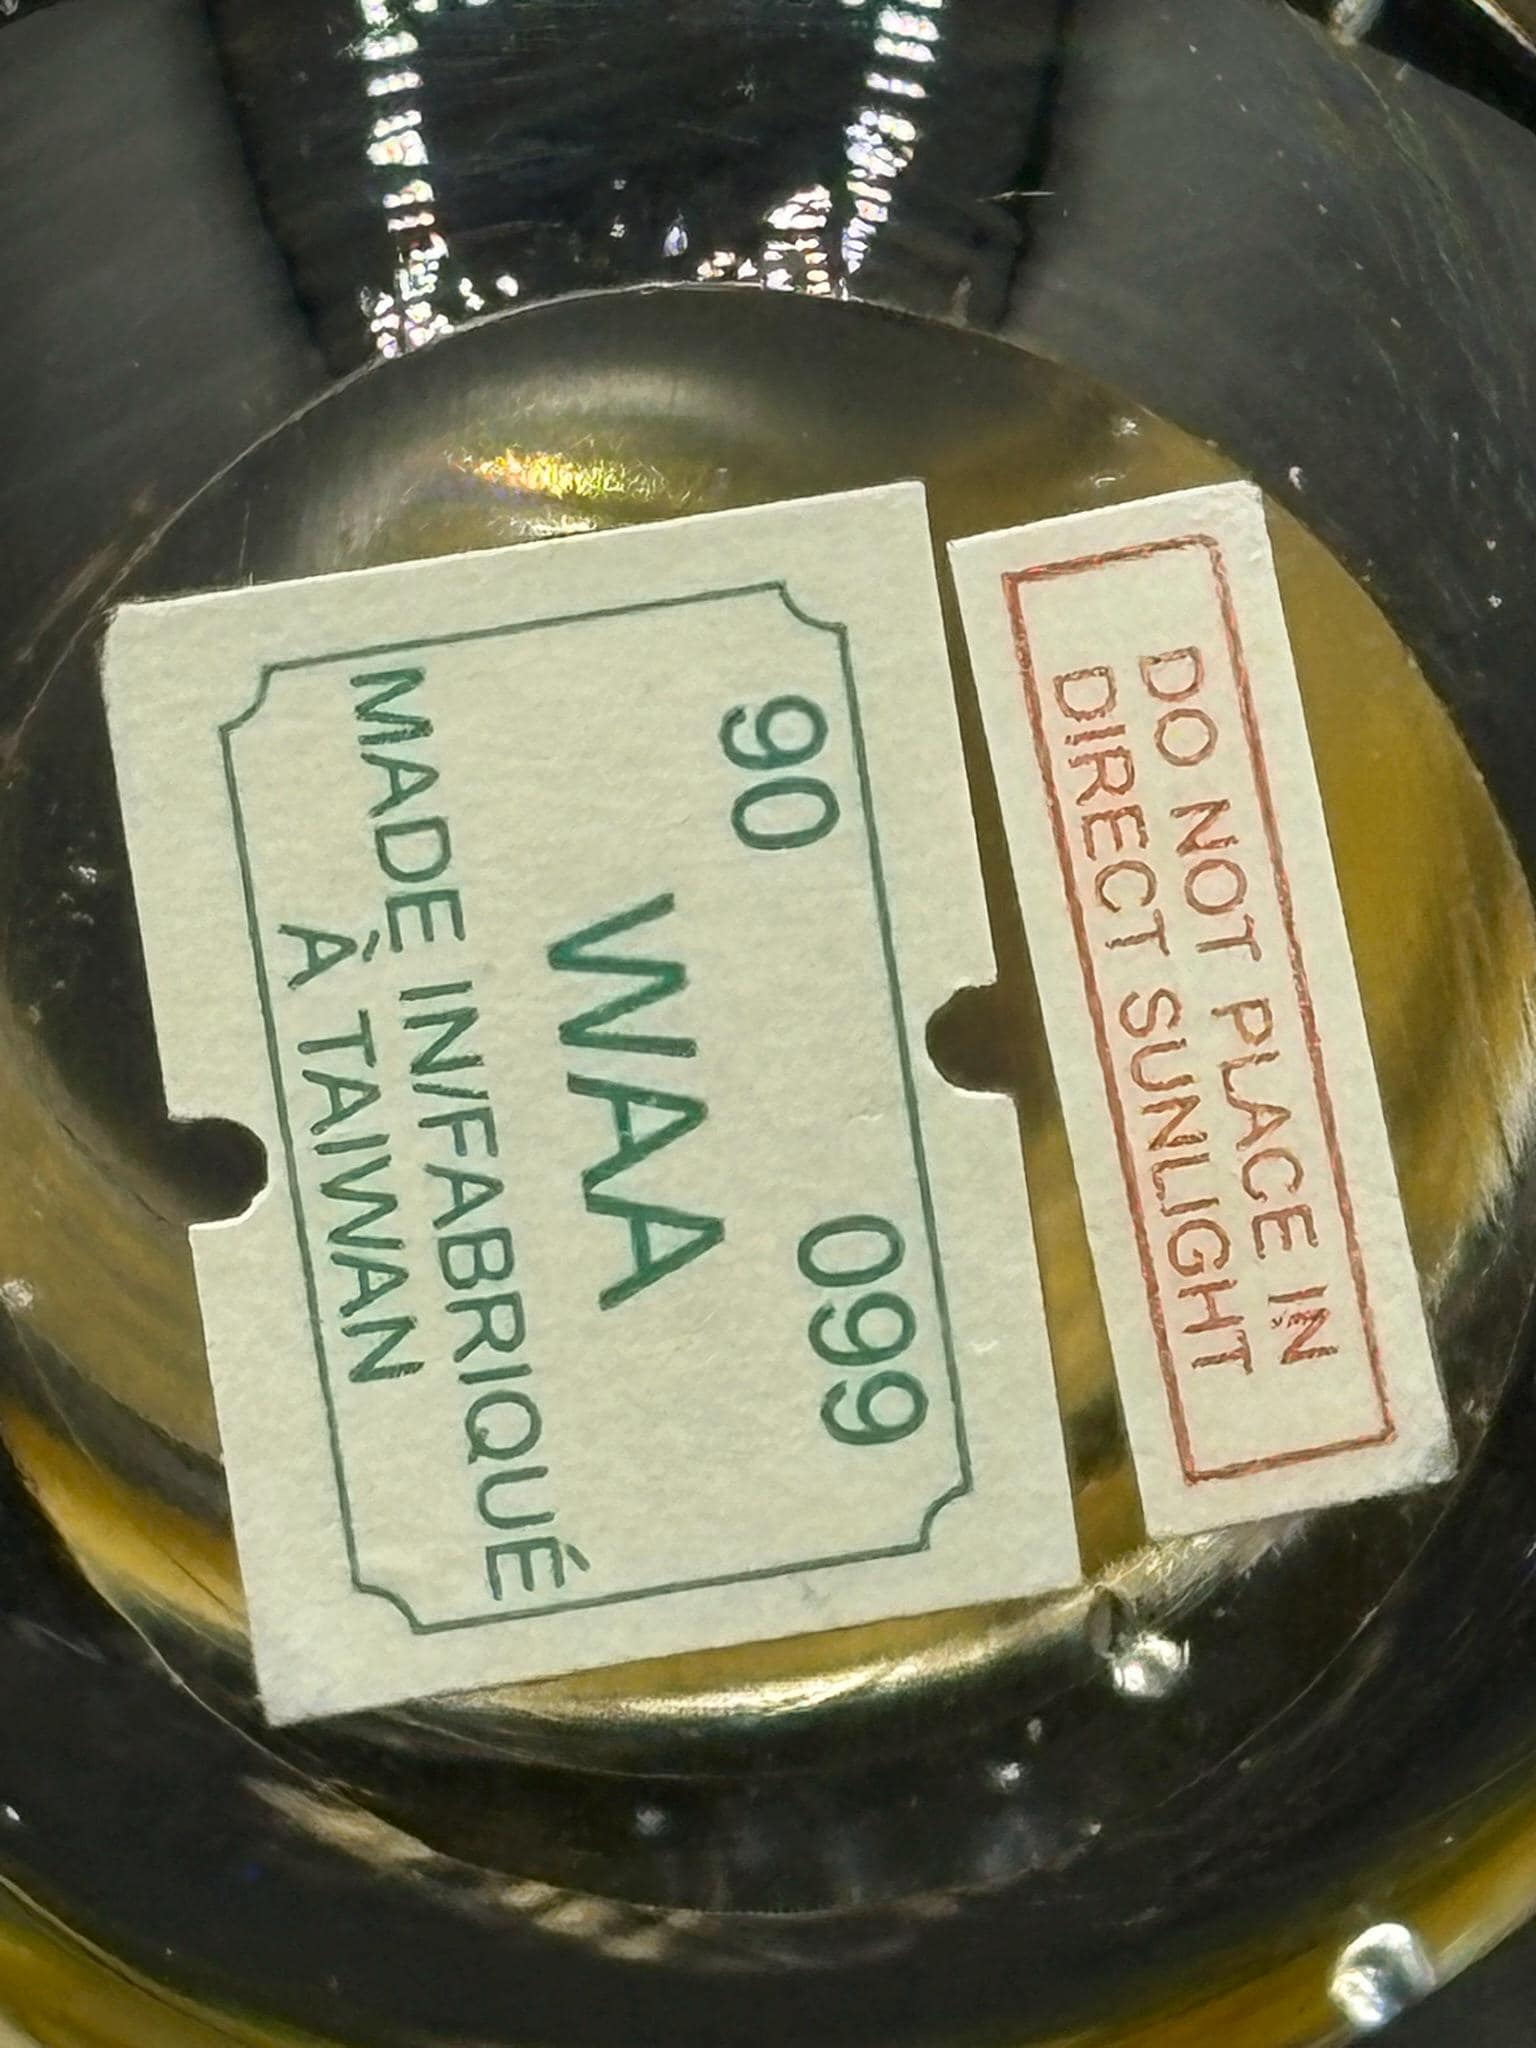 DO NOT PLACE IN
DIRECT SUNLIGHT
90 099
WAA
MADE IN/FABRIQUÉ
À TAIWAN